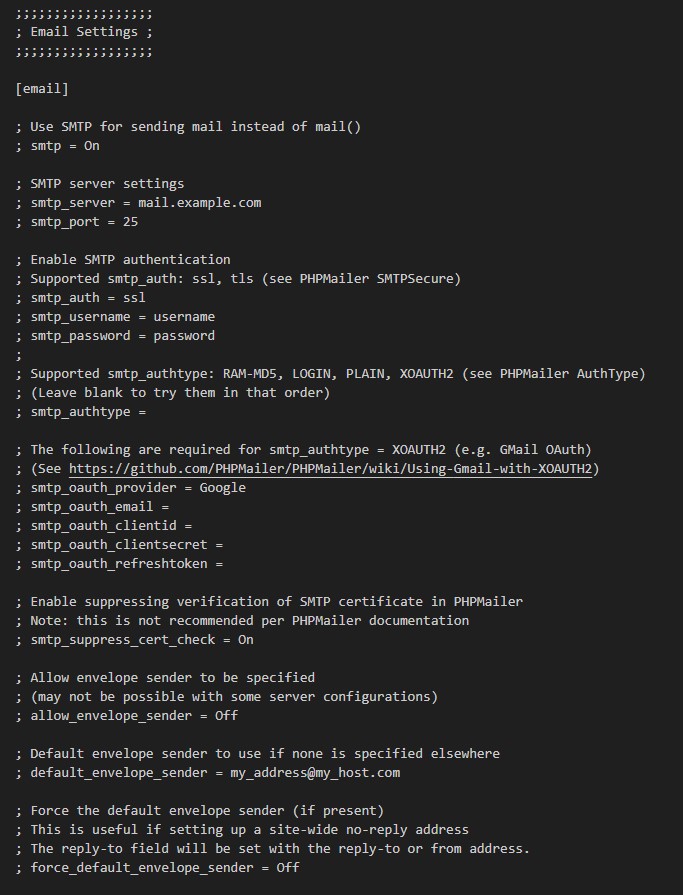 ;;;;;;;;;;;;;;;;;;
; Email Settings ;
;;;;;;;;;;;;;;;;;;
[email]
; Use SMTP for sending mail instead of mail()
; smtp = On
; SMTP server settings
; smtp_server = mail.example.com
; smtp_port = 25
; Enable SMTP authentication
; Supported smtp_auth: ssl, tls (see PHPMailer SMTPSecure)
; smtp_auth = ssl
; smtp_username = username
; smtp_password = password
;
; Supported smtp_authtype: RAM-MD5, LOGIN, PLAIN, XOAUTH2 (see PHPMailer AuthType)
; (Leave blank to try them in that order)
; smtp_authtype =
; The following are required for smtp_authtype = XOAUTH2 (e.g. GMail OAuth)
; (See https://github.com/PHPMailer/PHPMailer/wiki/Using-Gmail-with-XOAUTH2)
; smtp_oauth_provider = Google
; smtp_oauth_email =
; smtp_oauth_clientid =
; smtp_oauth_clientsecret =
; smtp_oauth_refreshtoken =
; Enable suppressing verification of SMTP certificate in PHPMailer
; Note: this is not recommended per PHPMailer documentation
; smtp_suppress_cert_check = On
; Allow envelope sender to be specified
; (may not be possible with some server configurations)
; allow_envelope_sender = Off
; Default envelope sender to use if none is specified elsewhere
; default_envelope_sender = my_address@my_host.com
; Force the default envelope sender (if present)
; This is useful if setting up a site-wide no-reply address
; The reply-to field will be set with the reply-to or from address.
; force_default_envelope_sender = Off